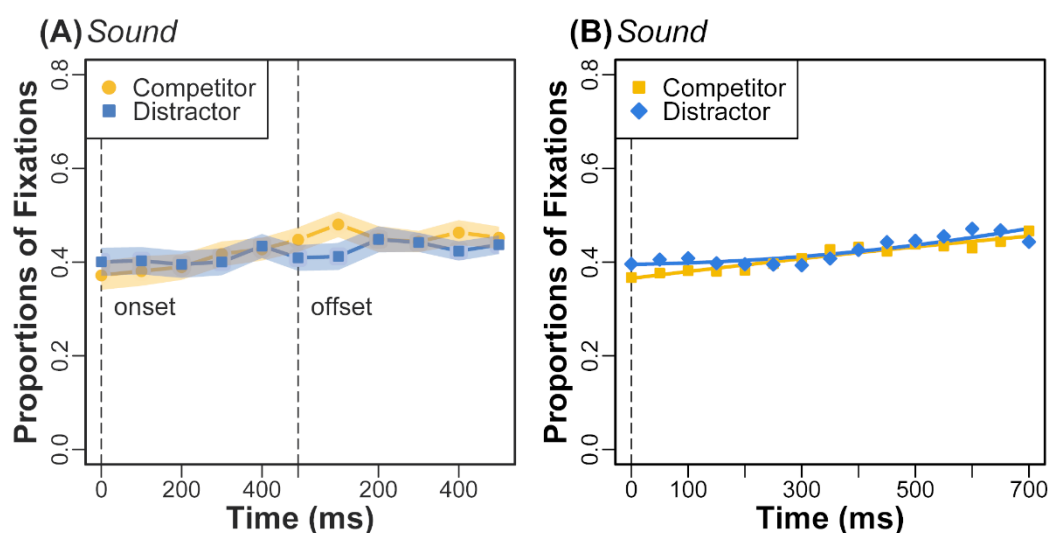 (A) Sound
Proportions of Fixations
0.8
0.6
0.4
0.2
0.0
Competitor
Distractor
onset
offset
0 200 400 200 400
Time (ms)
(B) Sound
Proportions of Fixations
0.8
0.6
0.4
0.2
0.0
Competitor
Distractor
0 100 300 500 700
Time (ms)